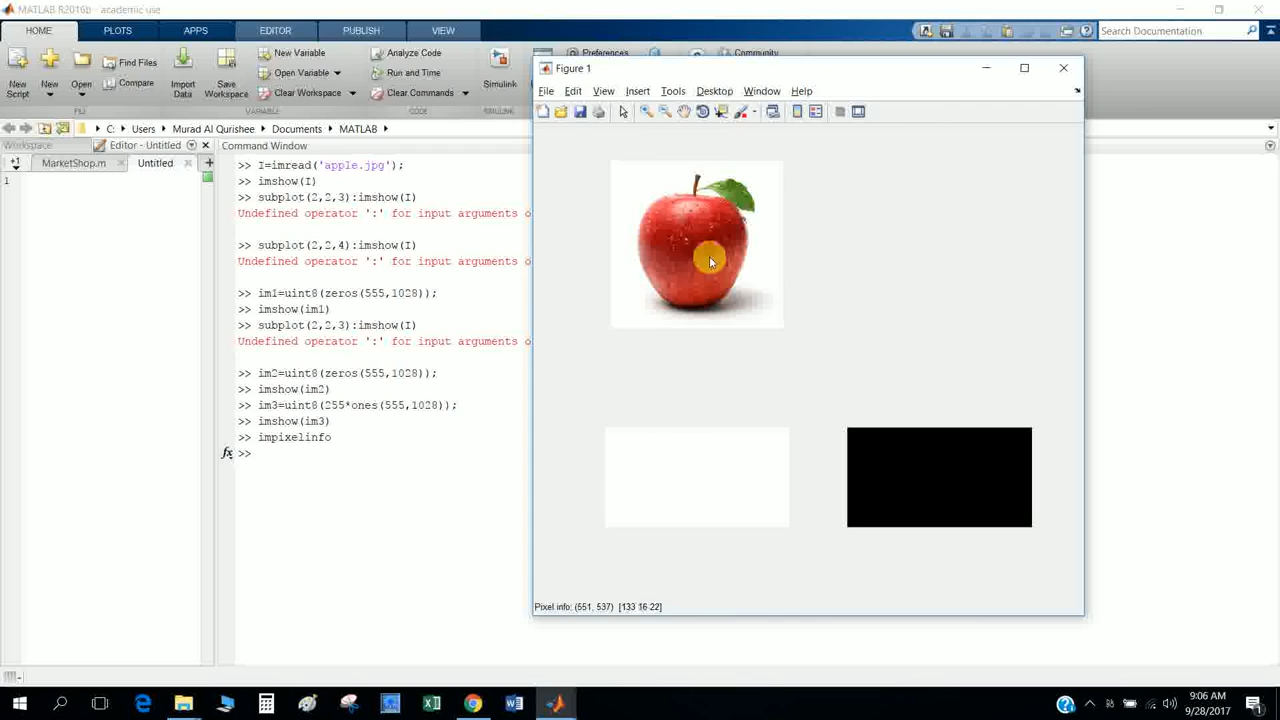 MATLAB R2016b - academic use
HOME PLOTS APPS EDITOR PUBLISH VIEW
Search Documentation
New Script
New
Open
Find Files
Compare
Import Data
Save Workspace
New Variable
Open Variable
Clear Workspace
Analyze Code
Run and Time
Clear Commands
Simulink
Preferences
Community
FILE VARIABLE CODE SIMULINK
C: Users Murad Al Qurishee Documents MATLAB
Workspace
Editor - Untitled
Command Window
+1 MarketShop.m Untitled +
1
>> I=imread('apple.jpg');
>> imshow(I)
>> subplot(2,2,3):imshow(I)
Undefined operator ':' for input arguments o
>> subplot(2,2,4):imshow(I)
Undefined operator ':' for input arguments o
>> im1=uint8(zeros(555,1028));
>> imshow(im1)
>> subplot(2,2,3):imshow(I)
Undefined operator ':' for input arguments o
>> im2=uint8(zeros(555,1028));
>> imshow(im2)
>> im3=uint8(255*ones(555,1028));
>> imshow(im3)
>> impixelinfo
fx >>
Figure 1
File Edit View Insert Tools Desktop Window Help
Pixel info: (551, 537) [133 16 22]
9:06 AM
9/28/2017